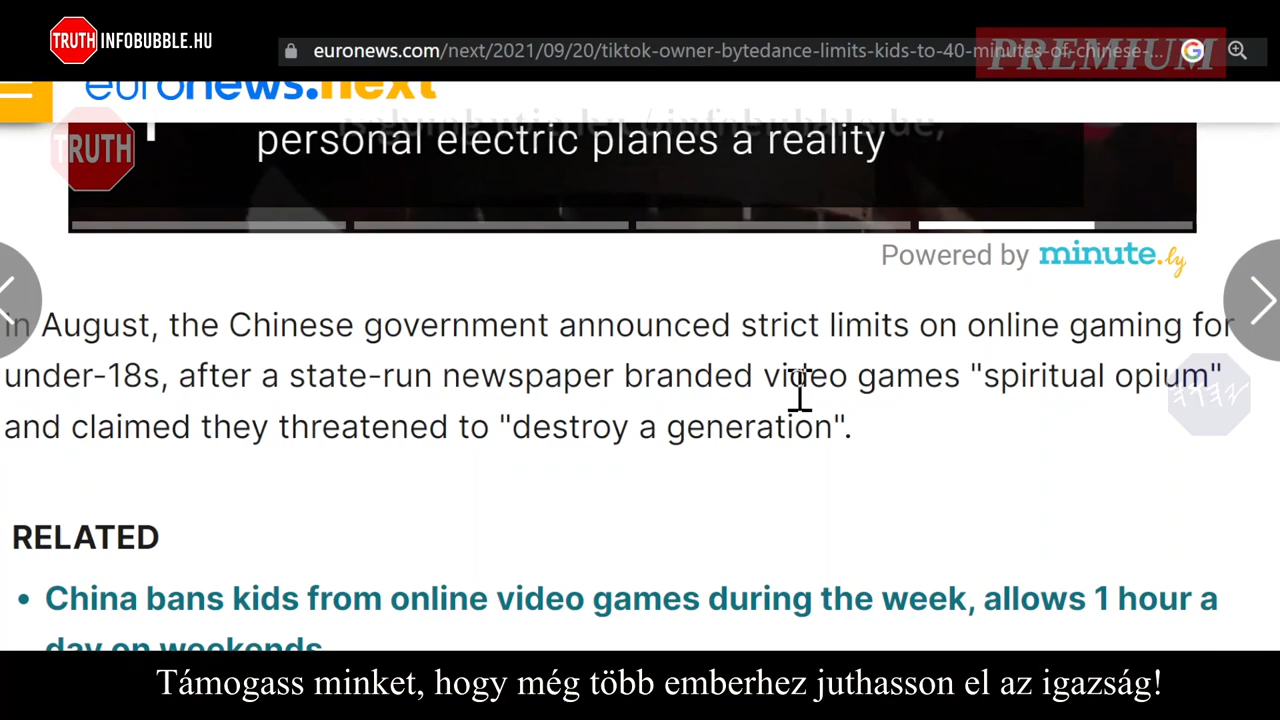 TRUTH INFOBUBBLE.HU
euronews.com/next/2021/09/20/tiktok-owner-bytedance-limits-kids-to-40-minutes-of-chinese-...
PREMIUM
euronews.next
TRUTH
personal electric planes a reality
Powered by minute.ly
In August, the Chinese government announced strict limits on online gaming for
under-18s, after a state-run newspaper branded video games "spiritual opium"
and claimed they threatened to "destroy a generation".
RELATED
• China bans kids from online video games during the week, allows 1 hour a
day on weekends
Támogass minket, hogy még több emberhez juthasson el az igazság!